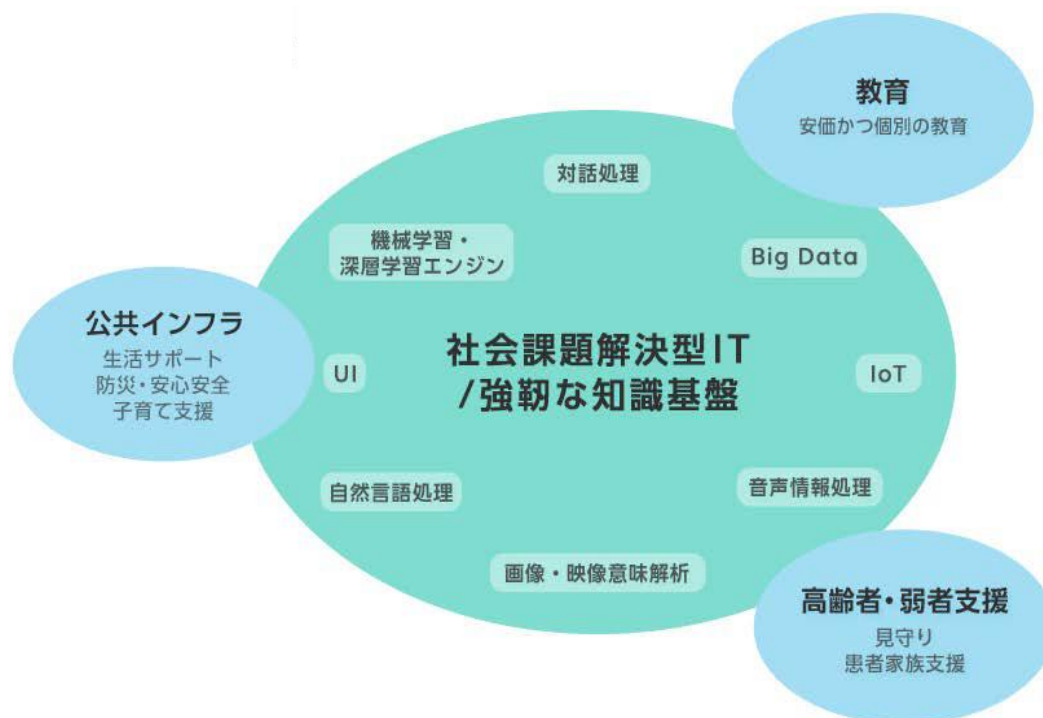 教育
安価かつ個別の教育
対話処理
機械学習・
深層学習エンジン
Big Data
公共インフラ
生活サポート
防災・安心安全
子育て支援
UI
社会課題解決型IT
/強靭な知識基盤
IoT
自然言語処理
音声情報処理
画像・映像意味解析
高齢者・弱者支援
見守り
患者家族支援